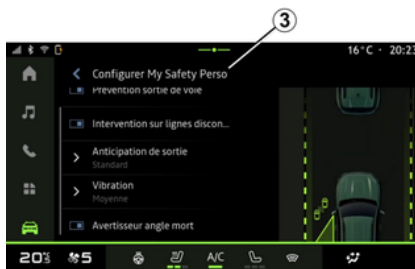 3
16°C · 20:23
Configurer My Safety Perso
Prévention sortie de voie
Intervention sur lignes discon...
Anticipation de sortie
Standard
Vibration
Moyenne
Avertisseur angle mort
20°⁵ 5 A/C